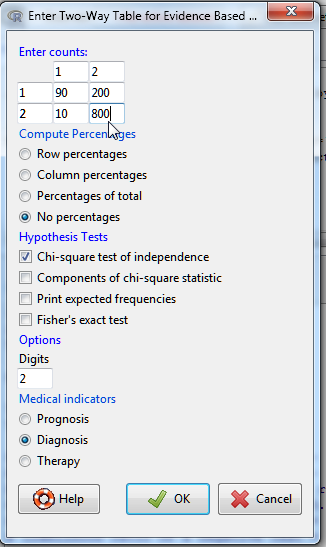 Enter Two-Way Table for Evidence Based ...
Enter counts:
1 2
1 90 200
2 10 800
Compute Percentages
Row percentages
Column percentages
Percentages of total
No percentages
Hypothesis Tests
Chi-square test of independence
Components of chi-square statistic
Print expected frequencies
Fisher's exact test
Options
Digits
2
Medical indicators
Prognosis
Diagnosis
Therapy
Help OK Cancel